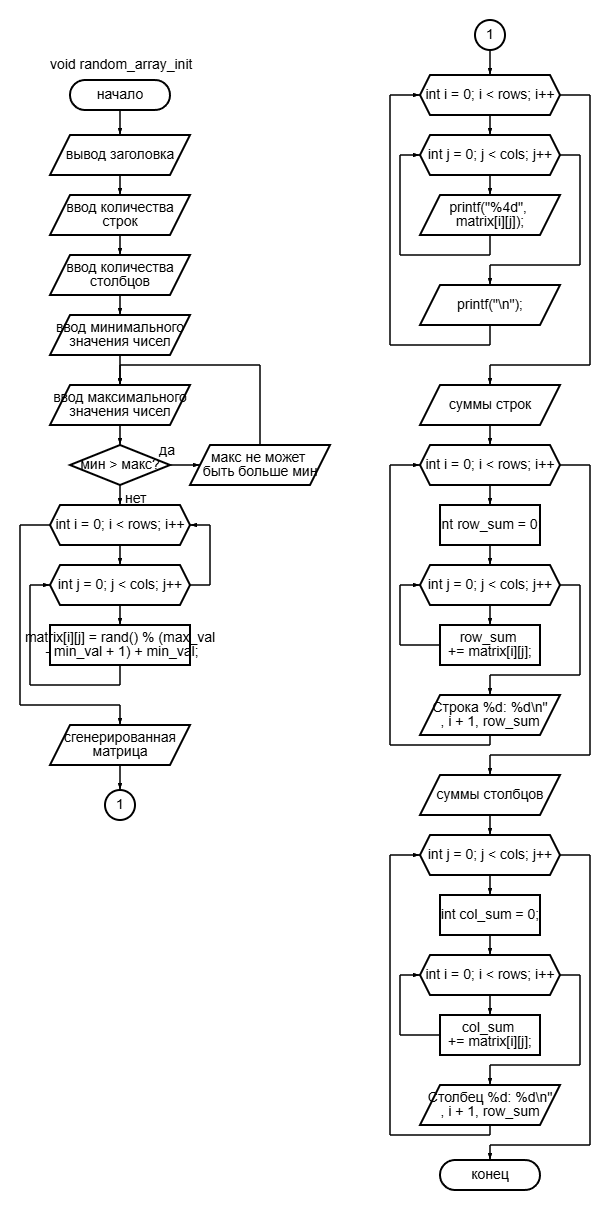 void random_array_init
начало
вывод заголовка
ввод количества
строк
ввод количества
столбцов
ввод минимального
значения чисел
ввод максимального
значения чисел
мин > макс?
да
макс не может
быть больше мин
нет
int i = 0; i < rows; i++
int j = 0; j < cols; j++
matrix[i][j] = rand() % (max_val
- min_val + 1) + min_val;
сгенерированная
матрица
1
1
int i = 0; i < rows; i++
int j = 0; j < cols; j++
printf("%4d",
matrix[i][j]);
printf("\n");
суммы строк
int i = 0; i < rows; i++
nt row_sum = 0
int j = 0; j < cols; j++
row_sum
+= matrix[i][j];
Строка %d: %d\n"
, i + 1, row_sum
суммы столбцов
int j = 0; j < cols; j++
int col_sum = 0;
int i = 0; i < rows; i++
col_sum
+= matrix[i][j];
Столбец %d: %d\n"
, i + 1, row_sum
конец